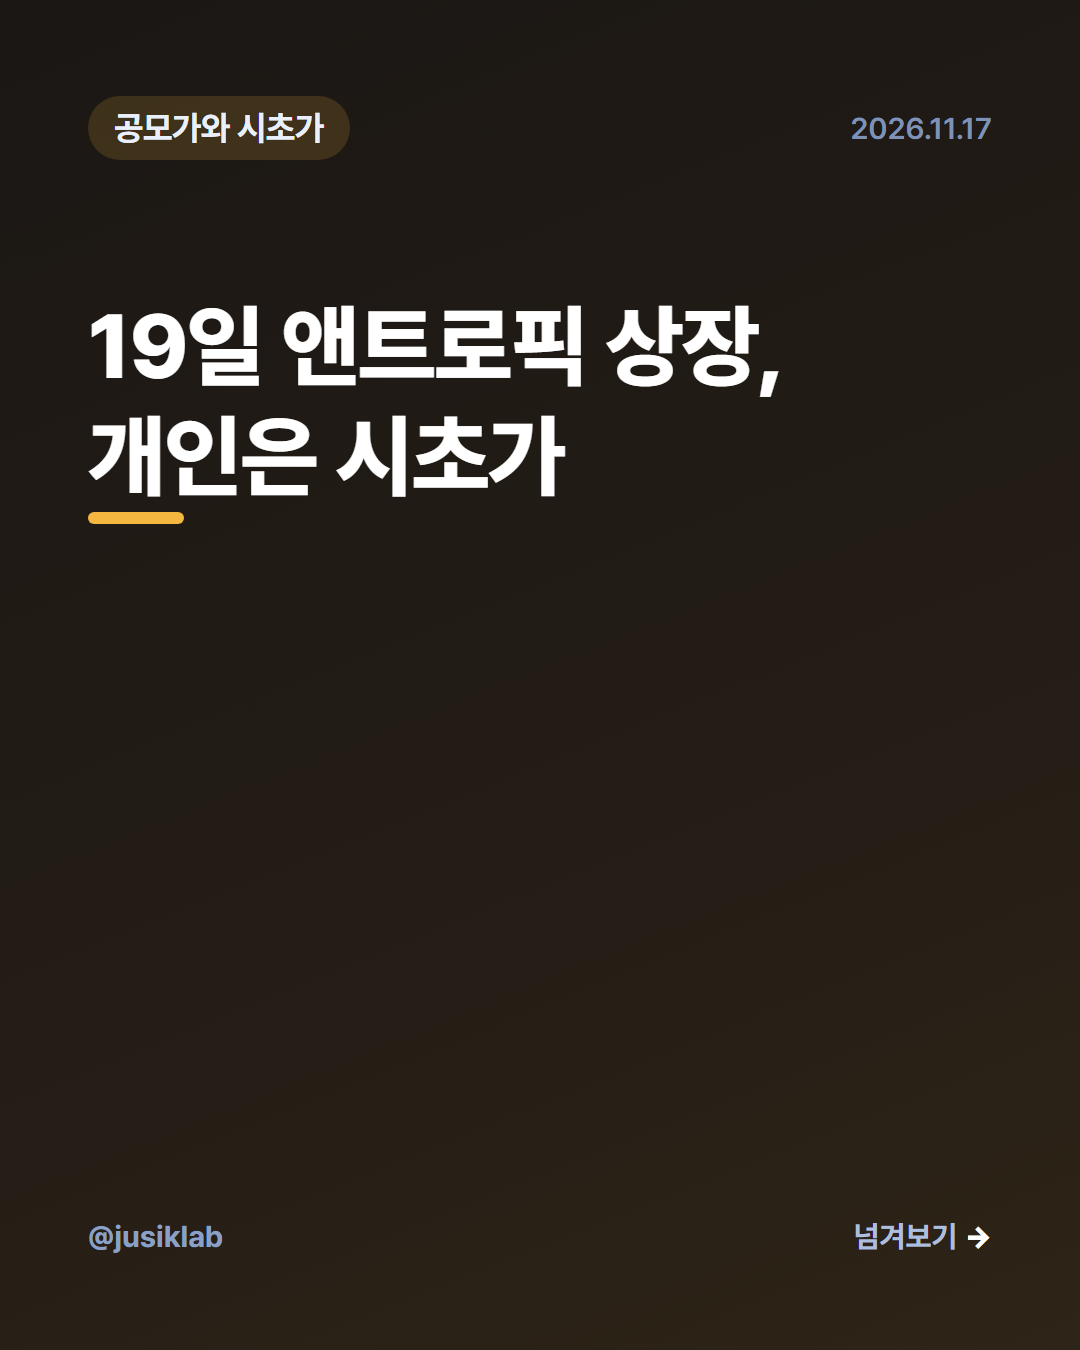 공모가와 시초가
2026.11.17
19일 앤트로픽 상장,
개인은 시초가
@jusiklab
넘겨보기 →